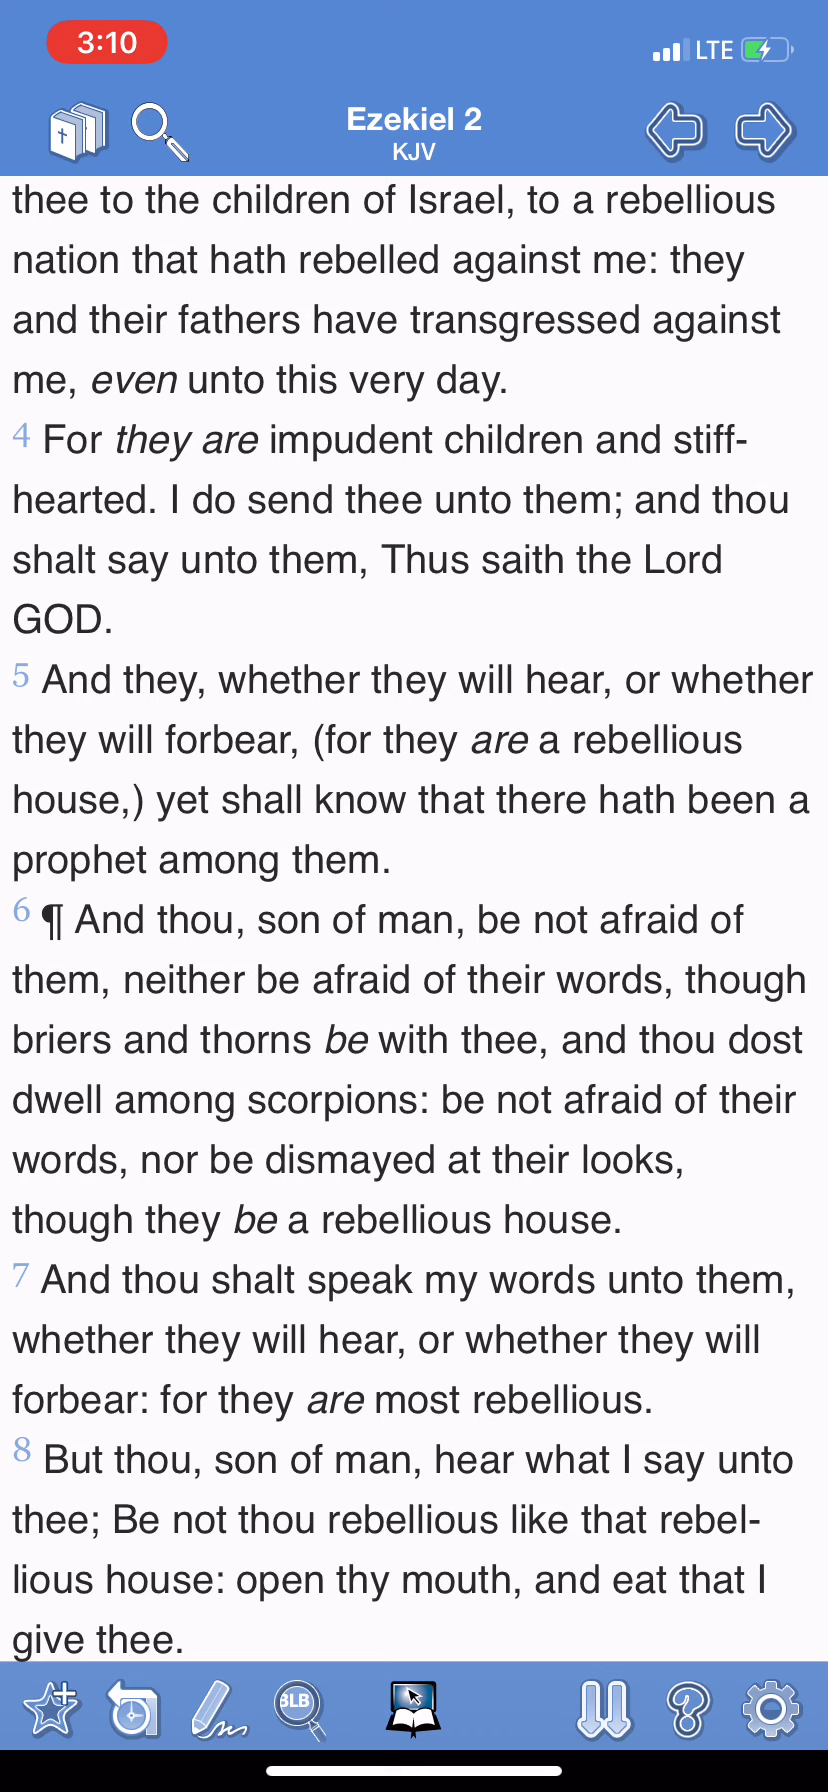 3:10
LTE
Ezekiel 2
KJV
thee to the children of Israel, to a rebellious
nation that hath rebelled against me: they
and their fathers have transgressed against
me, even unto this very day.
4 For they are impudent children and stiff-
hearted. I do send thee unto them; and thou
shalt say unto them, Thus saith the Lord
GOD.
5 And they, whether they will hear, or whether
they will forbear, (for they are a rebellious
house,) yet shall know that there hath been a
prophet among them.
6 ¶ And thou, son of man, be not afraid of
them, neither be afraid of their words, though
briers and thorns be with thee, and thou dost
dwell among scorpions: be not afraid of their
words, nor be dismayed at their looks,
though they be a rebellious house.
7 And thou shalt speak my words unto them,
whether they will hear, or whether they will
forbear: for they are most rebellious.
8 But thou, son of man, hear what I say unto
thee; Be not thou rebellious like that rebel-
lious house: open thy mouth, and eat that I
give thee.
BLB